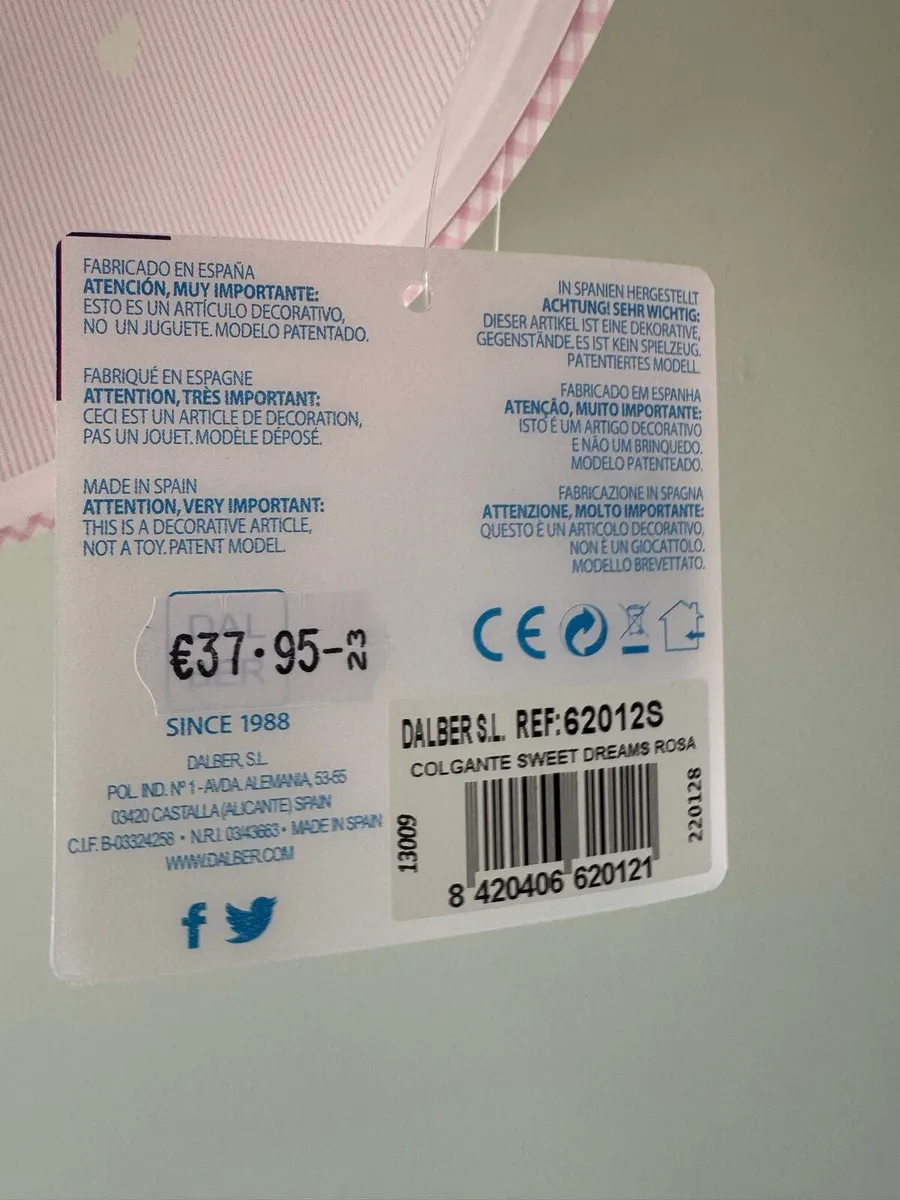 FABRICADO EN ESPAÑA
ATENCIÓN, MUY IMPORTANTE:
ESTO ES UN ARTÍCULO DECORATIVO,
NO UN JUGUETE. MODELO PATENTADO.
FABRIQUÉ EN ESPAGNE
ATTENTION, TRÈS IMPORTANT:
CECI EST UN ARTICLE DE DECORATION,
PAS UN JOUET. MODÈLE DÉPOSÉ.
MADE IN SPAIN
ATTENTION, VERY IMPORTANT:
THIS IS A DECORATIVE ARTICLE,
NOT A TOY. PATENT MODEL.
IN SPANIEN HERGESTELLT
ACHTUNG! SEHR WICHTIG:
DIESER ARTIKEL IST EINE DEKORATIVE,
GEGENSTÄNDE. ES IST KEIN SPIELZEUG.
PATENTIERTES MODELL.
FABRICADO EM ESPANHA
ATENÇÃO, MUITO IMPORTANTE:
ISTO É UM ARTIGO DECORATIVO
E NÃO UM BRINQUEDO.
MODELO PATENTEADO.
FABRICAZIONE IN SPAGNA
ATTENZIONE, MOLTO IMPORTANTE:
QUESTO È UN ARTICOLO DECORATIVO,
NON È UN GIOCATTOLO.
MODELLO BREVETTATO.
CE
DAL
BER
€37.95-23
SINCE 1988
DALBER, S.L.
POL. IND. Nº 1 - AVDA. ALEMANIA, 53-55
03420 CASTALLA (ALICANTE) SPAIN
C.I.F. B-03324258 • N.R.I. 03/43663 • MADE IN SPAIN
WWW.DALBER.COM
DALBER S.L. REF:62012S
COLGANTE SWEET DREAMS ROSA
13009
220128
8 420406 620121